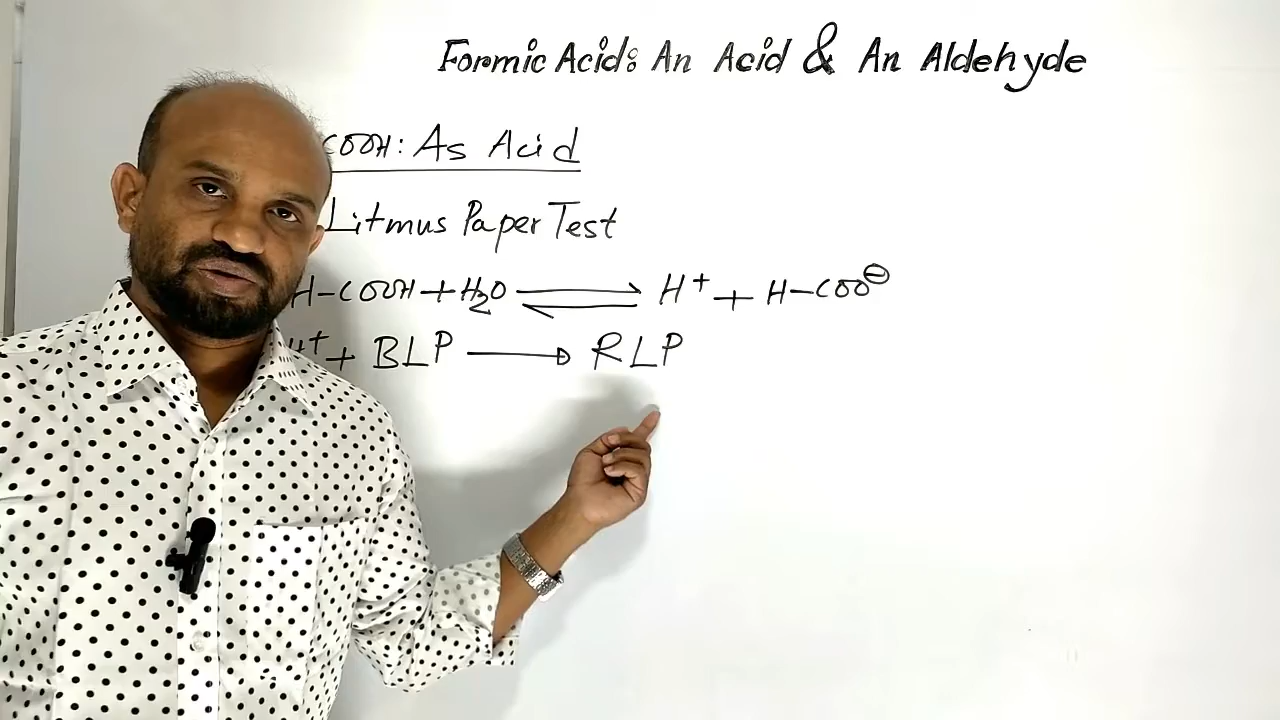 Formic Acid: An Acid & An Aldehyde
COOH: As Acid
Litmus Paper Test
H-COOH + H₂O ⇌ H⁺ + H-COO⊖
H⁺ + BLP → RLP